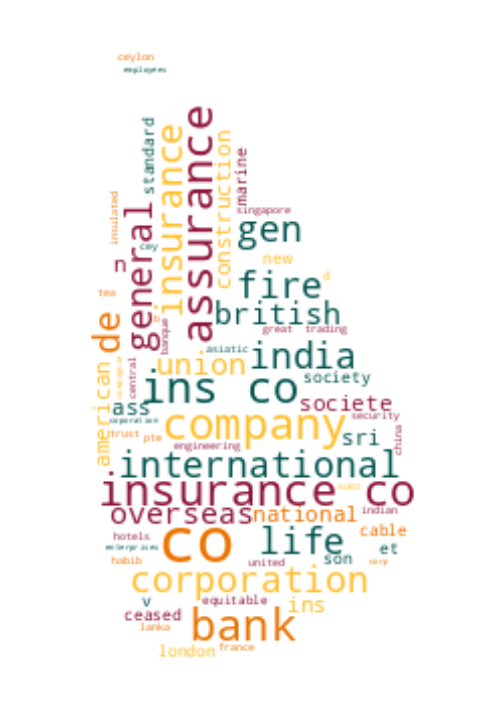 ceylon
employees
standard
assurance
insurance
construction
marine
insulated
general
singapore
cey
gen
n
new
tea
fire
d
british
b
de
banque
great trading
asiatic
india
union
central
society
american
ins co
ass
societe
corporation
company
security
trust
pte
sri
engineering
china
international
insurance co
suez
overseas
national
indian
co
life
cable
hotels
enterprises
et
habib
united
son
corp
corporation
v
equitable
ins
ceased
lanka
bank
london
france